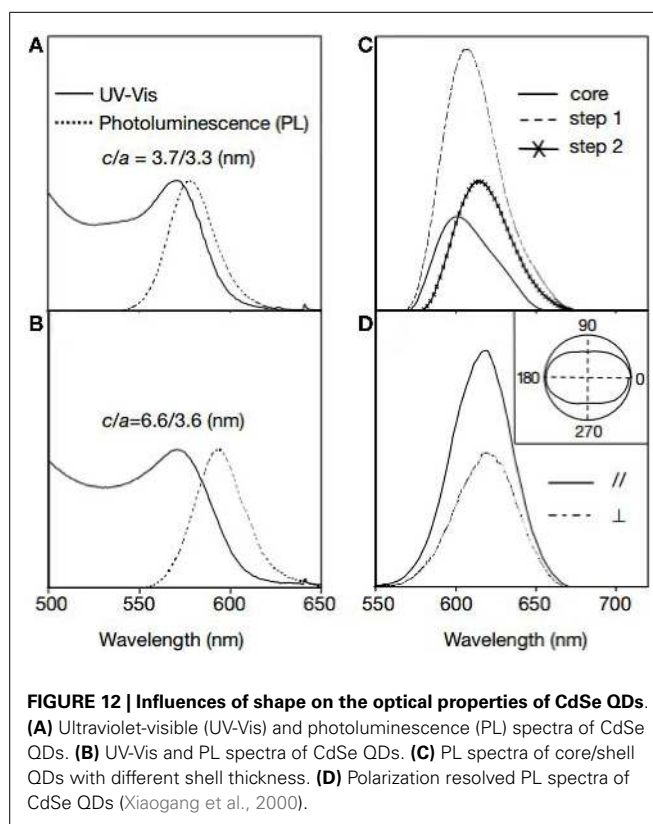 A
UV-Vis
Photoluminescence (PL)
c/a = 3.7/3.3 (nm)
B
c/a=6.6/3.6 (nm)
500 550 600 650
Wavelength (nm)
C
core
step 1
step 2
D
90
180 0
270
//
⊥
550 600 650 700
Wavelength (nm)
FIGURE 12 | Influences of shape on the optical properties of CdSe QDs.
(A) Ultraviolet-visible (UV-Vis) and photoluminescence (PL) spectra of CdSe
QDs. (B) UV-Vis and PL spectra of CdSe QDs. (C) PL spectra of core/shell
QDs with different shell thickness. (D) Polarization resolved PL spectra of
CdSe QDs (Xiaogang et al., 2000).